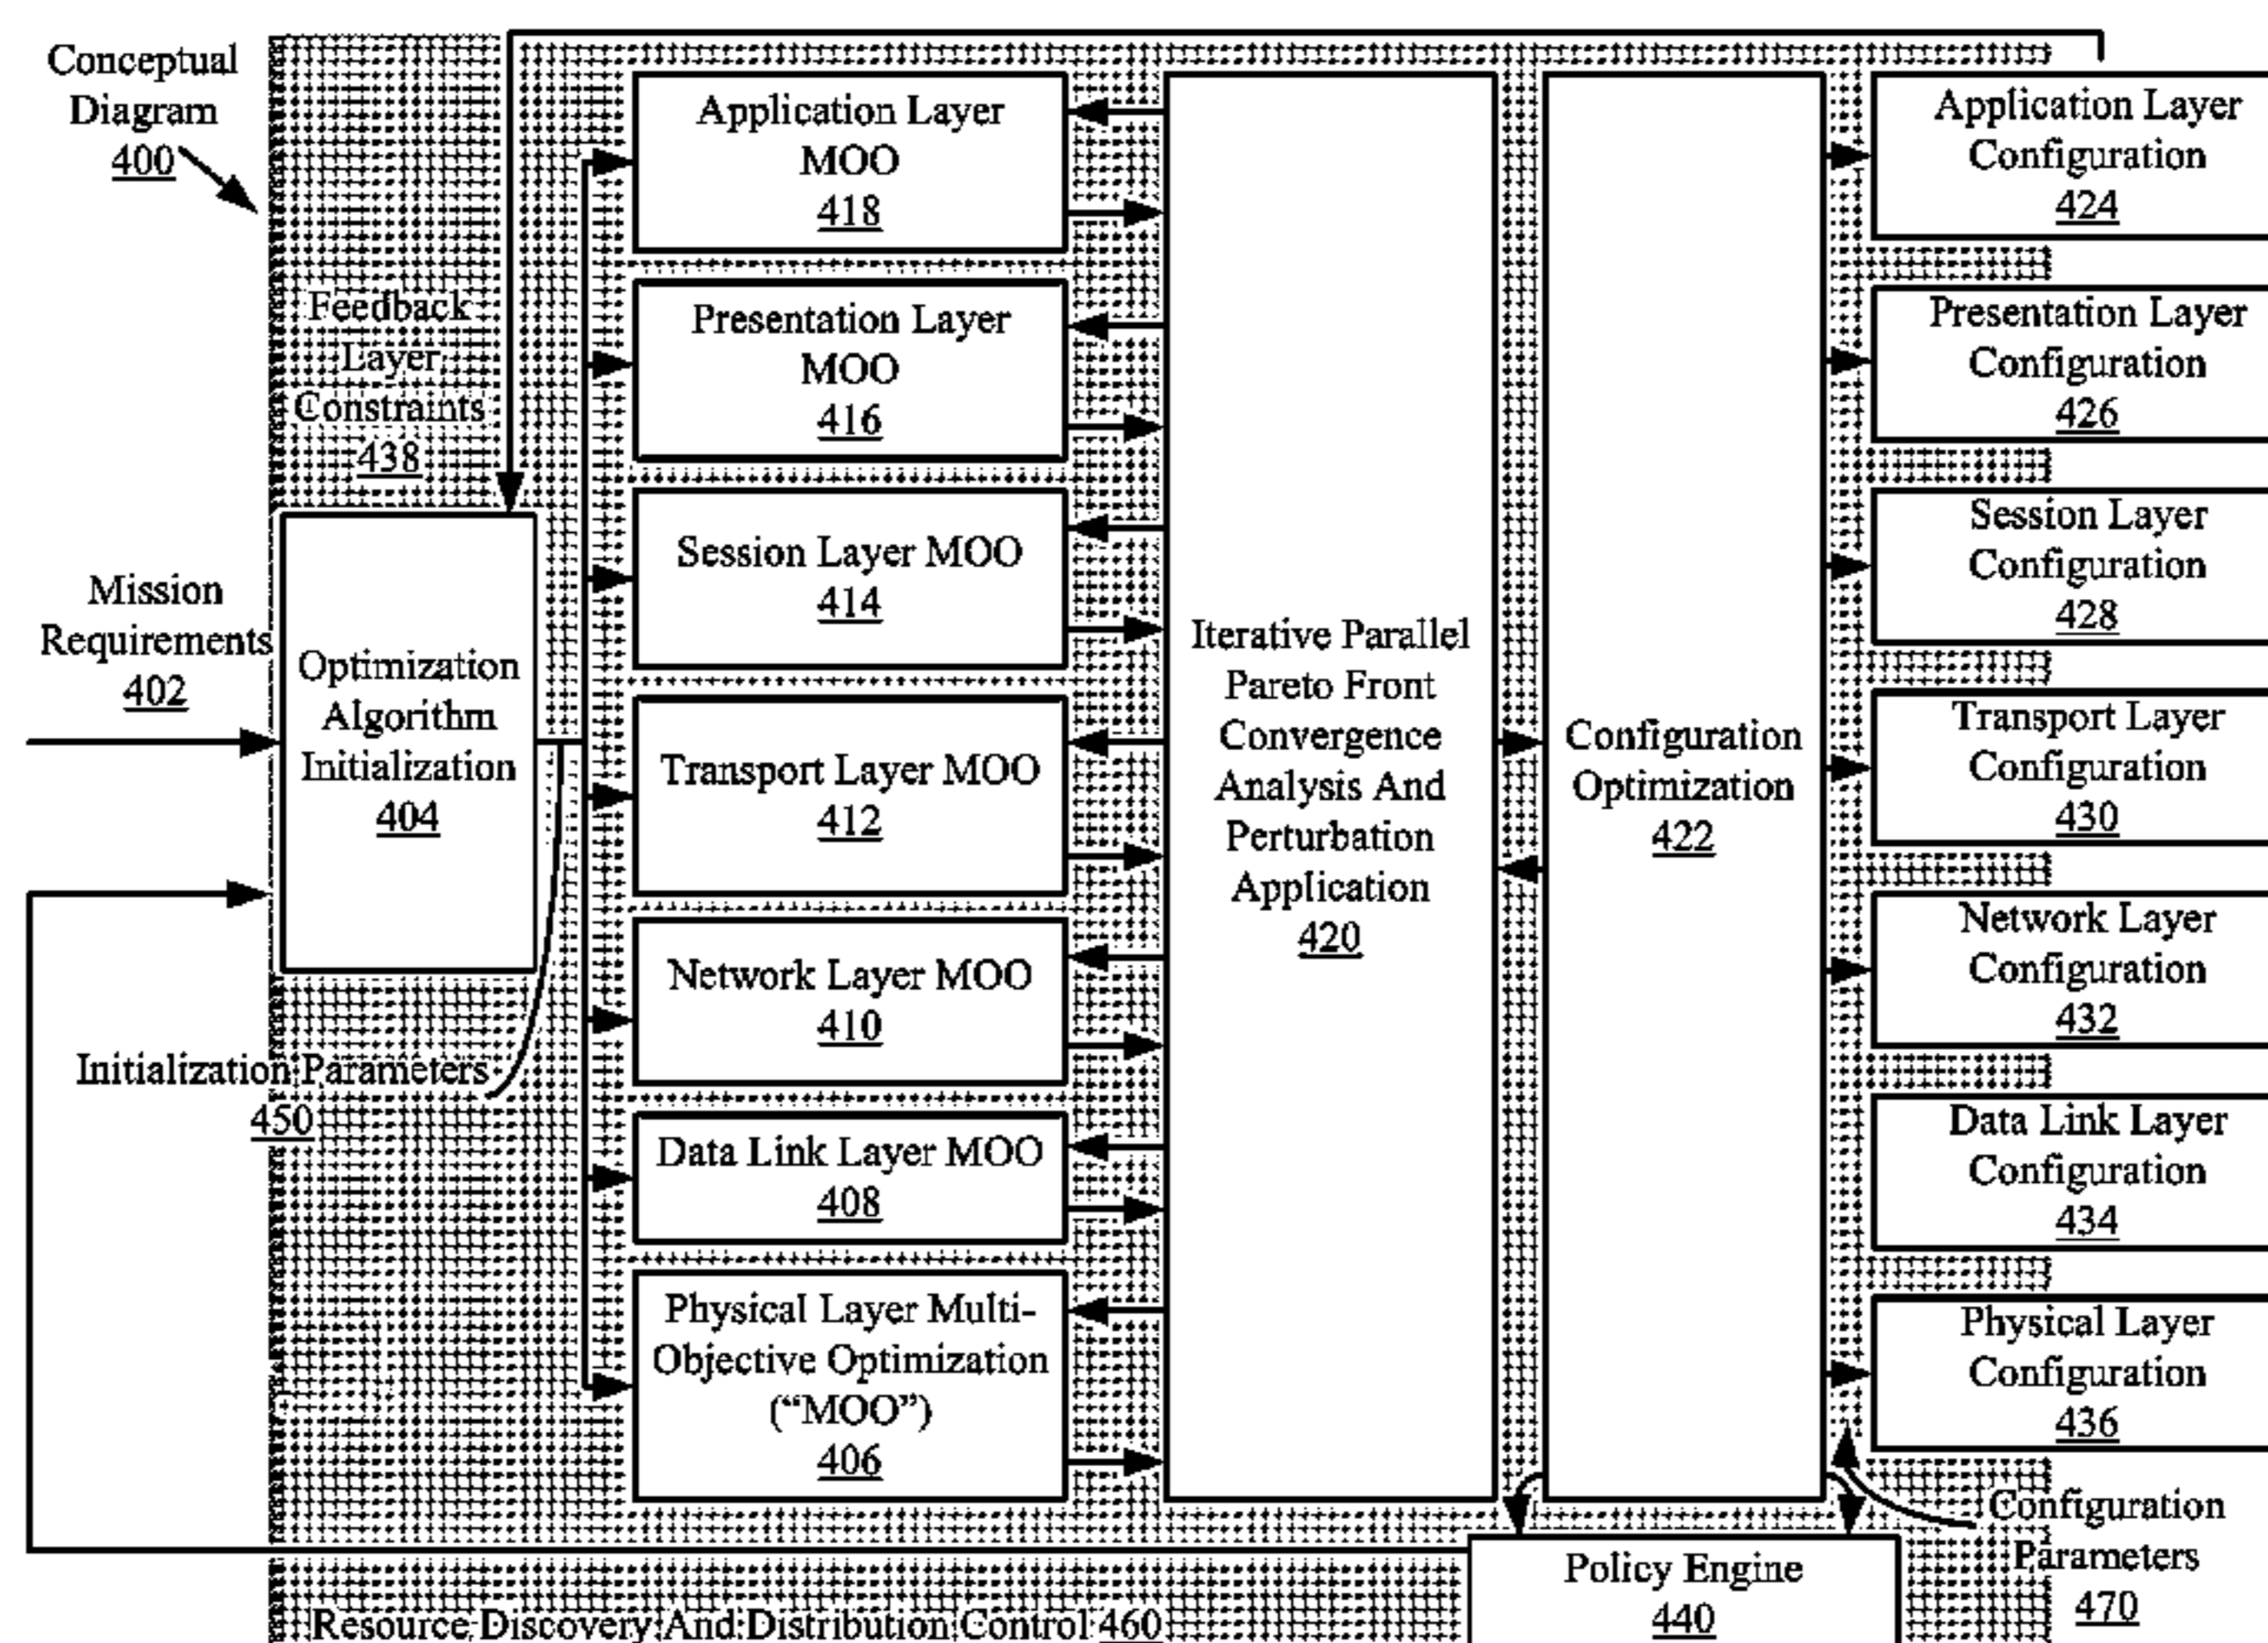 Conceptual
Diagram
400
Feedback
Layer
Constraints
438
Mission
Requirements
402
Optimization
Algorithm
Initialization
404
Initialization Parameters
450
Application Layer
MOO
418
Presentation Layer
MOO
416
Session Layer MOO
414
Transport Layer MOO
412
Network Layer MOO
410
Data Link Layer MOO
408
Physical Layer Multi-
Objective Optimization
(“MOO”)
406
Iterative Parallel
Pareto Front
Convergence
Analysis And
Perturbation
Application
420
Configuration
Optimization
422
Application Layer
Configuration
424
Presentation Layer
Configuration
426
Session Layer
Configuration
428
Transport Layer
Configuration
430
Network Layer
Configuration
432
Data Link Layer
Configuration
434
Physical Layer
Configuration
436
Configuration
Parameters
470
Policy Engine
440
Resource Discovery And Distribution Control 460